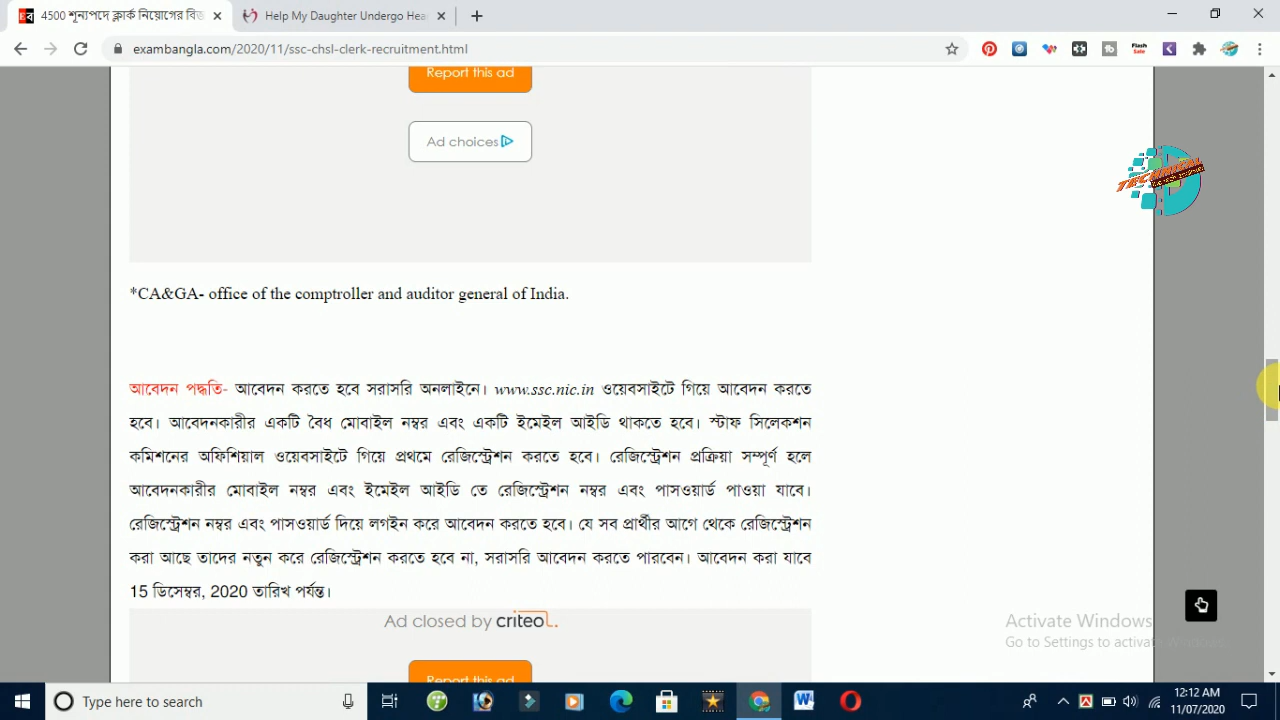 4500 শূন্যপদে ক্লার্ক নিয়োগের বিজ
Help My Daughter Undergo Hea
exambangla.com/2020/11/ssc-chsl-clerk-recruitment.html
Report this ad
Ad choices
TECHNICAL
*CA&GA- office of the comptroller and auditor general of India.
আবেদন পদ্ধতি- আবেদন করতে হবে সরাসরি অনলাইনে। www.ssc.nic.in ওয়েবসাইটে গিয়ে আবেদন করতে
হবে। আবেদনকারীর একটি বৈধ মোবাইল নম্বর এবং একটি ইমেইল আইডি থাকতে হবে। স্টাফ সিলেকশন
কমিশনের অফিশিয়াল ওয়েবসাইটে গিয়ে প্রথমে রেজিস্ট্রেশন করতে হবে। রেজিস্ট্রেশন প্রক্রিয়া সম্পূর্ণ হলে
আবেদনকারীর মোবাইল নম্বর এবং ইমেইল আইডি তে রেজিস্ট্রেশন নম্বর এবং পাসওয়ার্ড পাওয়া যাবে।
রেজিস্ট্রেশন নম্বর এবং পাসওয়ার্ড দিয়ে লগইন করে আবেদন করতে হবে। যে সব প্রার্থীর আগে থেকে রেজিস্ট্রেশন
করা আছে তাদের নতুন করে রেজিস্ট্রেশন করতে হবে না, সরাসরি আবেদন করতে পারবেন। আবেদন করা যাবে
15 ডিসেম্বর, 2020 তারিখ পর্যন্ত।
Ad closed by criteo
Report this ad
Activate Windows
Go to Settings to activate Windows.
Type here to search
12:12 AM
11/07/2020